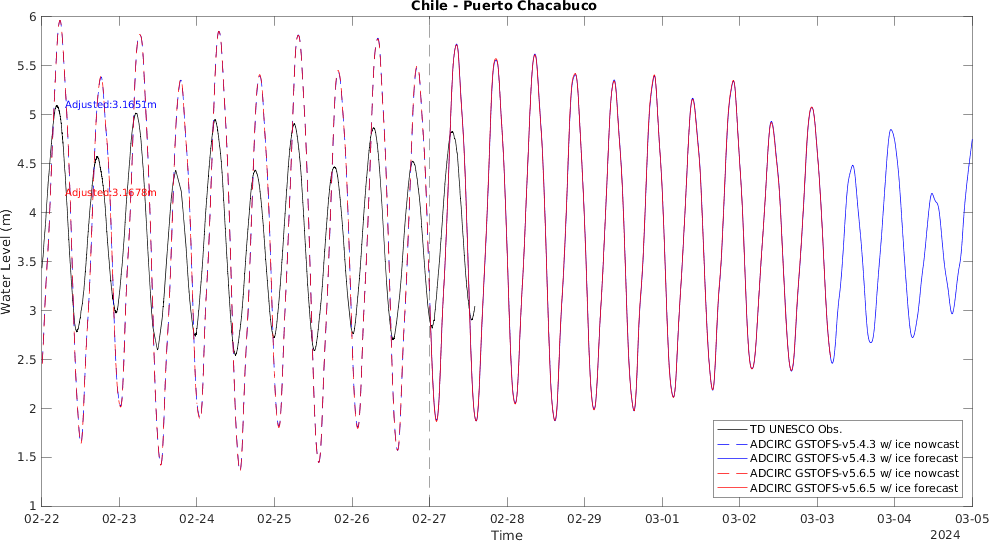 Chile - Puerto Chacabuco
6
5.5
5
4.5
4
3.5
3
2.5
2
1.5
1
Water Level (m)
Adjusted:3.1651m
Adjusted:3.1678m
TD UNESCO Obs.
ADCIRC GSTOFS-v5.4.3 w/ ice nowcast
ADCIRC GSTOFS-v5.4.3 w/ ice forecast
ADCIRC GSTOFS-v5.6.5 w/ ice nowcast
ADCIRC GSTOFS-v5.6.5 w/ ice forecast
02-22 02-23 02-24 02-25 02-26 02-27 02-28 02-29 03-01 03-02 03-03 03-04 03-05
Time
2024